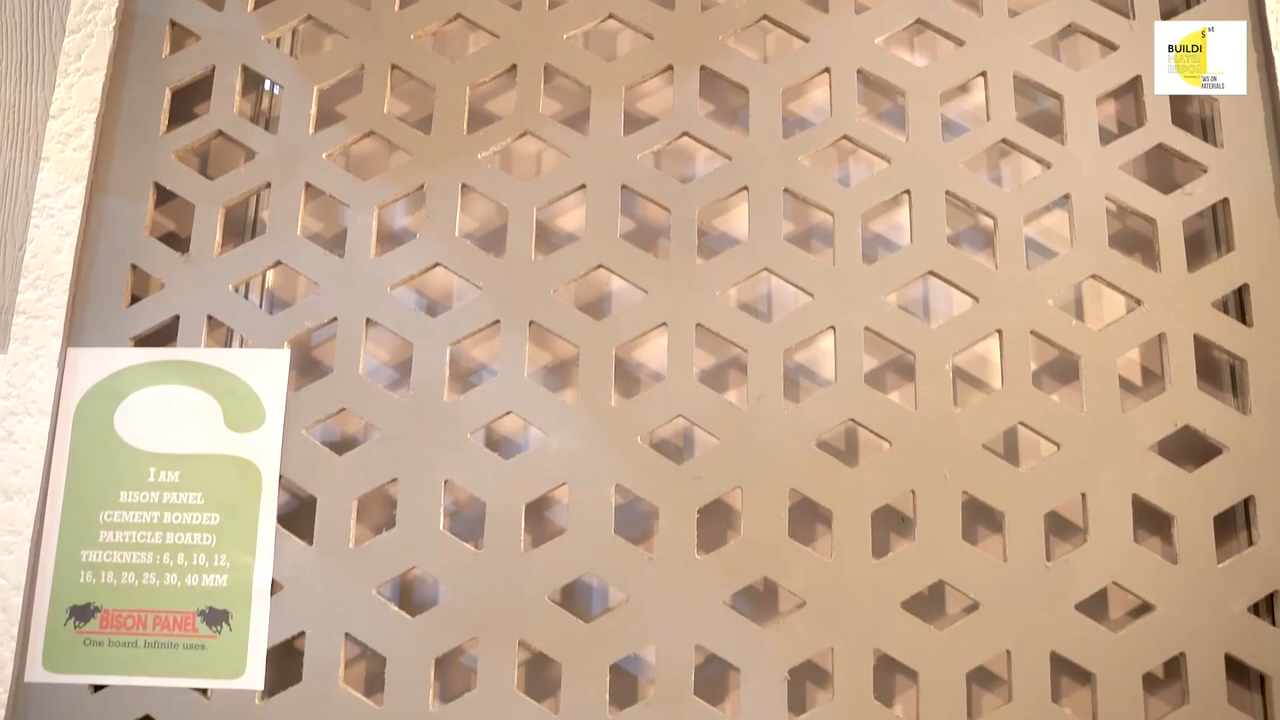 I AM
BISON PANEL
(CEMENT BONDED
PARTICLE BOARD)
THICKNESS : 6, 8, 10, 12,
16, 18, 20, 25, 30, 40 MM
BISON PANEL
One board. Infinite uses.
st
BUILDI